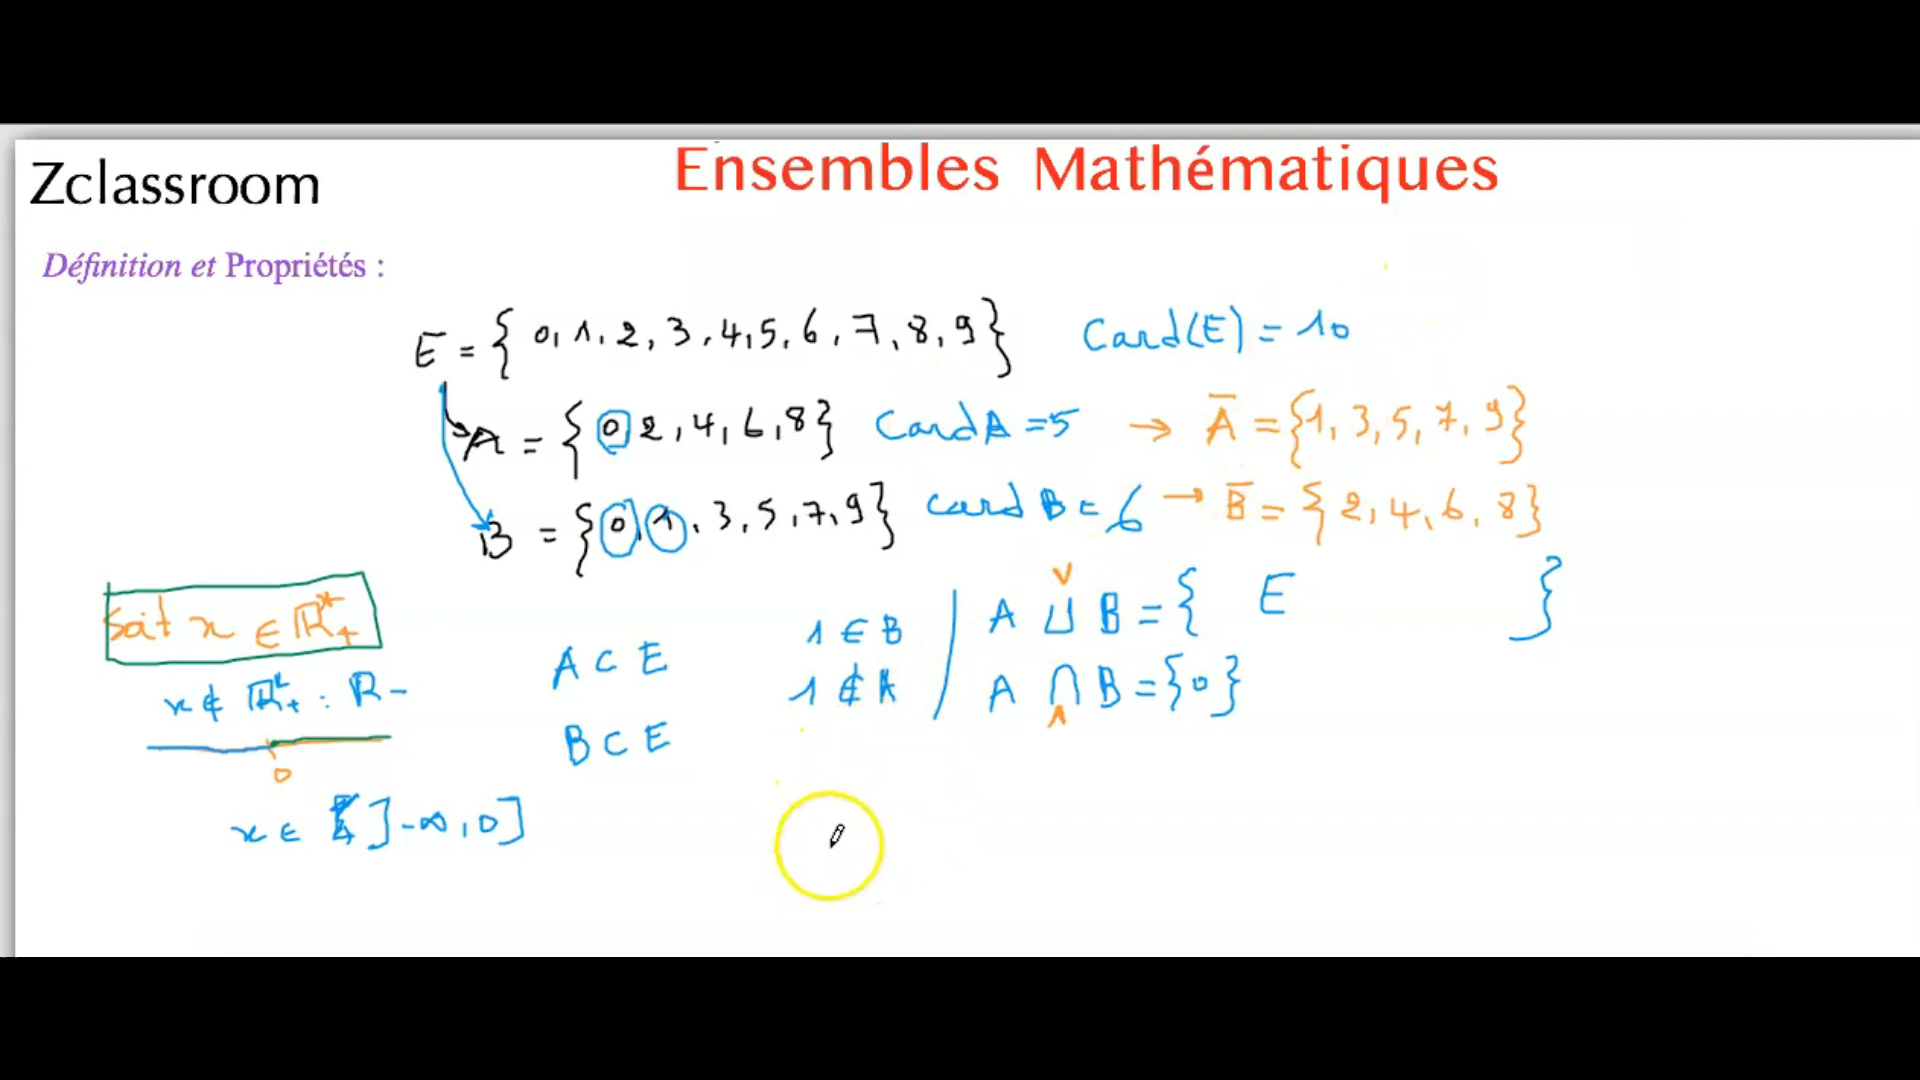 Zclassroom
Ensembles Mathématiques
Définition et Propriétés :
E = { 0, 1, 2, 3, 4, 5, 6, 7, 8, 9 } Card(E) = 10
A = { 0 2, 4, 6, 8 } Card A = 5 → A̅ = {1, 3, 5, 7, 9}
B = { 0, 1, 3, 5, 7, 9 } card B = 6 → B̅ = { 2, 4, 6, 8 }
Soit x ∈ ℝ*+
x ∉ ℝ*+ : ℝ-
0
x ∈ ]-∞, 0]
A ⊂ E
B ⊂ E
1 ∈ B
1 ∉ A
∨
A ∪ B = { E }
A ∩ B = {0}
∧